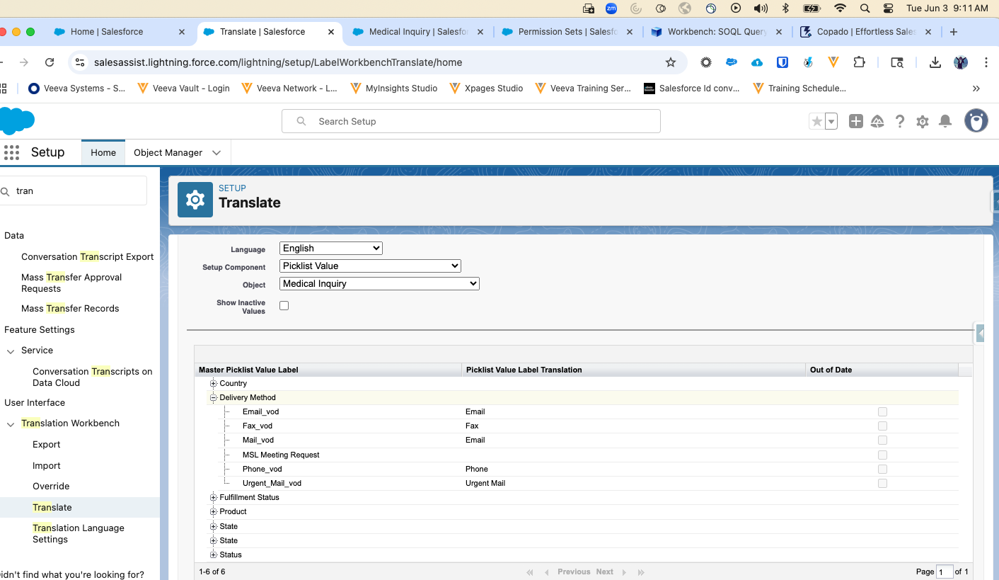 zm
Tue Jun 3 9:11 AM
Home | Salesforce
Translate | Salesforce
Medical Inquiry | Salesfo
Permission Sets | Salesf
Workbench: SOQL Query
Copado | Effortless Sales
salesassist.lightning.force.com/lightning/setup/LabelWorkbenchTranslate/home
Veeva Systems - S...
Veeva Vault - Login
Veeva Network - L...
MyInsights Studio
Xpages Studio
Veeva Training Ser...
Salesforce Id conv...
Training Schedule...
Search Setup
Setup
Home
Object Manager
tran
SETUP
Translate
Data
Conversation Transcript Export
Mass Transfer Approval
Requests
Mass Transfer Records
Feature Settings
Service
Conversation Transcripts on
Data Cloud
User Interface
Translation Workbench
Export
Import
Override
Translate
Translation Language
Settings
idn't find what you're looking for?
Language English
Setup Component Picklist Value
Object Medical Inquiry
Show Inactive
Values
Master Picklist Value Label Picklist Value Label Translation Out of Date
Country
Delivery Method
Email_vod Email
Fax_vod Fax
Mail_vod Email
MSL Meeting Request
Phone_vod Phone
Urgent_Mail_vod Urgent Mail
Fulfillment Status
Product
State
State
Status
1-6 of 6 Previous Next Page 1 of 1